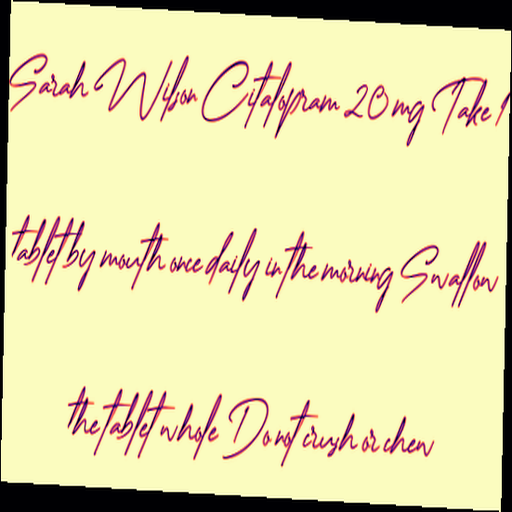 Sarah Wilson Citalopram 20 mg Take 1
tablet by mouth once daily in the morning Swallow
the tablet whole Do not crush or chew